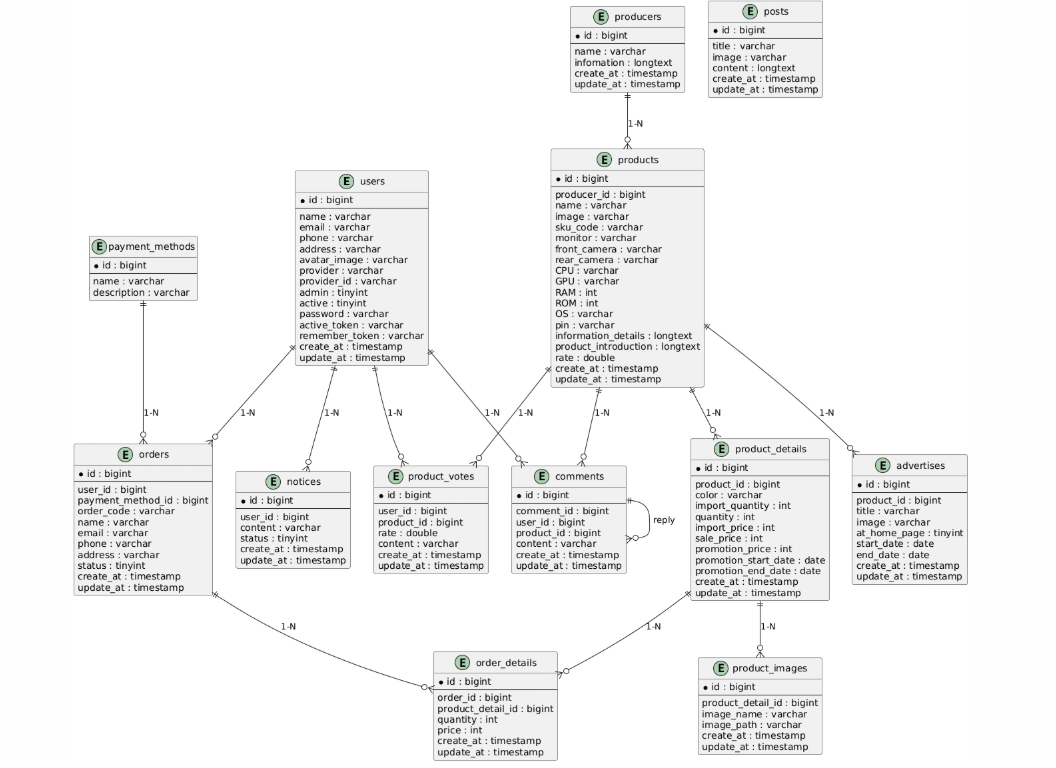 E producers
id : bigint
name : varchar
infomation : longtext
create_at : timestamp
update_at : timestamp
E posts
id : bigint
title : varchar
image : varchar
content : longtext
create_at : timestamp
update_at : timestamp
1-N
E products
id : bigint
producer_id : bigint
name : varchar
image : varchar
sku_code : varchar
monitor : varchar
front_camera : varchar
rear_camera : varchar
CPU : varchar
GPU : varchar
RAM : int
ROM : int
OS : varchar
pin : varchar
information_details : longtext
product_introduction : longtext
rate : double
create_at : timestamp
update_at : timestamp
E users
id : bigint
name : varchar
email : varchar
phone : varchar
address : varchar
avatar_image : varchar
provider : varchar
provider_id : varchar
admin : tinyint
active : tinyint
password : varchar
active_token : varchar
remember_token : varchar
create_at : timestamp
update_at : timestamp
E payment_methods
id : bigint
name : varchar
description : varchar
1-N
1-N
1-N
1-N
1-N
1-N
1-N
1-N
1-N
E orders
id : bigint
user_id : bigint
payment_method_id : bigint
order_code : varchar
name : varchar
email : varchar
phone : varchar
address : varchar
status : tinyint
create_at : timestamp
update_at : timestamp
E notices
id : bigint
user_id : bigint
content : varchar
status : tinyint
create_at : timestamp
update_at : timestamp
E product_votes
id : bigint
user_id : bigint
product_id : bigint
rate : double
content : varchar
create_at : timestamp
update_at : timestamp
E comments
id : bigint
comment_id : bigint
user_id : bigint
product_id : bigint
content : varchar
create_at : timestamp
update_at : timestamp
reply
E product_details
id : bigint
product_id : bigint
color : varchar
import_quantity : int
quantity : int
import_price : int
sale_price : int
promotion_price : int
promotion_start_date : date
promotion_end_date : date
create_at : timestamp
update_at : timestamp
E advertises
id : bigint
product_id : bigint
title : varchar
image : varchar
at_home_page : tinyint
start_date : date
end_date : date
create_at : timestamp
update_at : timestamp
1-N
1-N
1-N
E order_details
id : bigint
order_id : bigint
product_detail_id : bigint
quantity : int
price : int
create_at : timestamp
update_at : timestamp
E product_images
id : bigint
product_detail_id : bigint
image_name : varchar
image_path : varchar
create_at : timestamp
update_at : timestamp